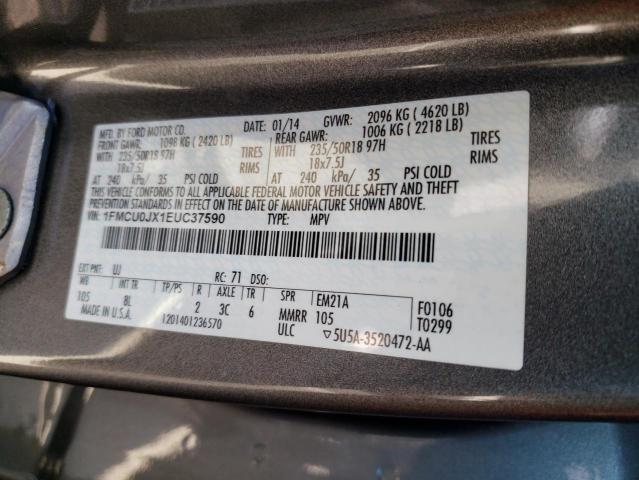 MFD. BY FORD MOTOR CO.
DATE: 01/14 GVWR: 2096 KG ( 4620 LB)
FRONT GAWR: 1098 KG ( 2420 LB) REAR GAWR: 1006 KG ( 2218 LB)
WITH 235/50R18 97H TIRES WITH 235/50R18 97H TIRES
18x7.5J RIMS 18x7.5J RIMS
AT 240 kPa/ 35 PSI COLD AT 240 kPa/ 35 PSI COLD
THIS VEHICLE CONFORMS TO ALL APPLICABLE FEDERAL MOTOR VEHICLE SAFETY AND THEFT
PREVENTION STANDARDS IN EFFECT ON THE DATE OF MANUFACTURE SHOWN ABOVE.
VIN: 1FMCU0JX1EUC37590 TYPE: MPV
EXT PNT: UJ RC: 71 DSO:
WB INT TR TP/PS R AXLE TR SPR EM21A F0106
105 8L 2 3C 6 MMRR 105 T0299
MADE IN U.S.A. 1201401236570 ULC ▽5U5A-3520472-AA